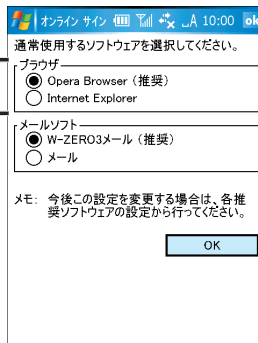 オンライン サイン A 10:00 ok
通常使用するソフトウェアを選択してください。
ブラウザ
Opera Browser（推奨）
Internet Explorer
メールソフト
W-ZERO3メール（推奨）
メール
メモ: 今後この設定を変更する場合は、各推
奨ソフトウェアの設定から行ってください。
OK